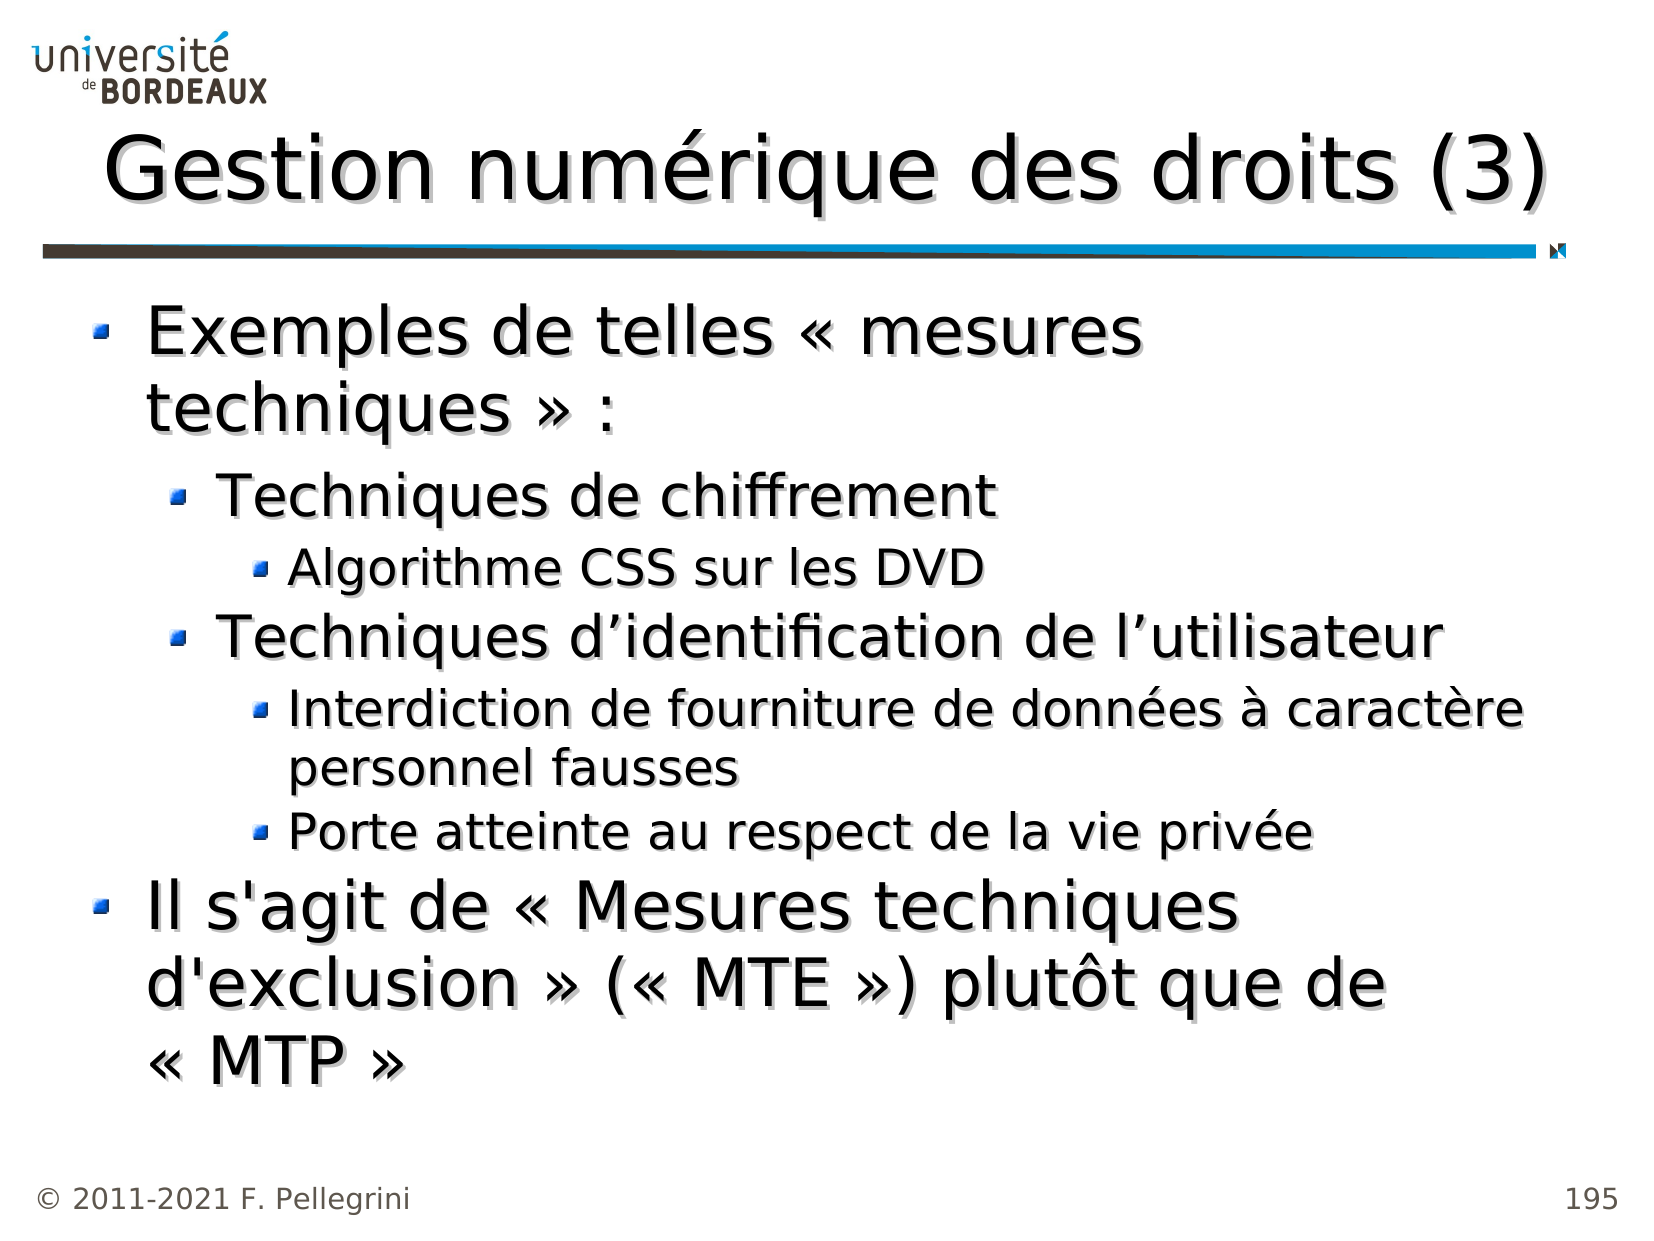 université
de BORDEAUX
Gestion numérique des droits (3)
Exemples de telles « mesures
techniques » :
Techniques de chiffrement
Algorithme CSS sur les DVD
Techniques d’identification de l’utilisateur
Interdiction de fourniture de données à caractère
personnel fausses
Porte atteinte au respect de la vie privée
Il s'agit de « Mesures techniques
d'exclusion » (« MTE ») plutôt que de
« MTP »
© 2011-2021 F. Pellegrini
195